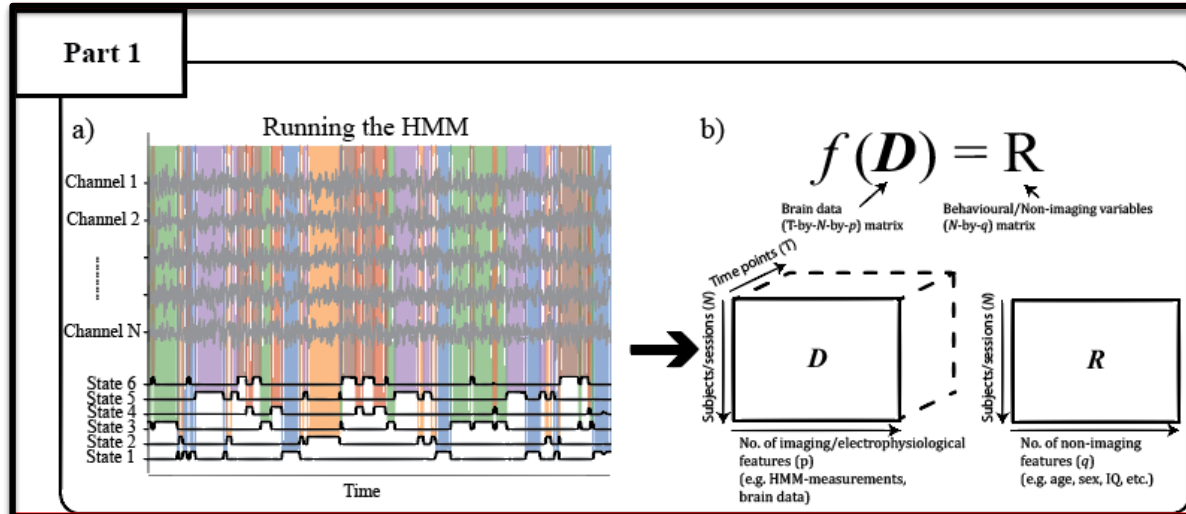 Part 1
a)
Running the HMM
Channel 1
Channel 2
Channel N
State 6
State 5
State 4
State 3
State 2
State 1
Time
b)
f(D) = R
Brain data
(T-by-N-by-p) matrix
Behavioural/Non-imaging variables
(N-by-q) matrix
Time points (T)
Subjects/sessions (N)
D
No. of imaging/electrophysiological
features (p)
(e.g. HMM-measurements,
brain data)
Subjects/sessions (N)
R
No. of non-imaging
features (q)
(e.g. age, sex, IQ, etc.)